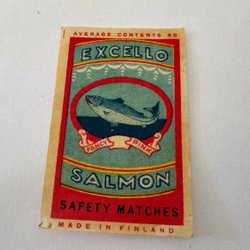 AVERAGE CONTENTS 60
EXCELLO
FANCY PINK
SALMON
SAFETY MATCHES
MADE IN FINLAND